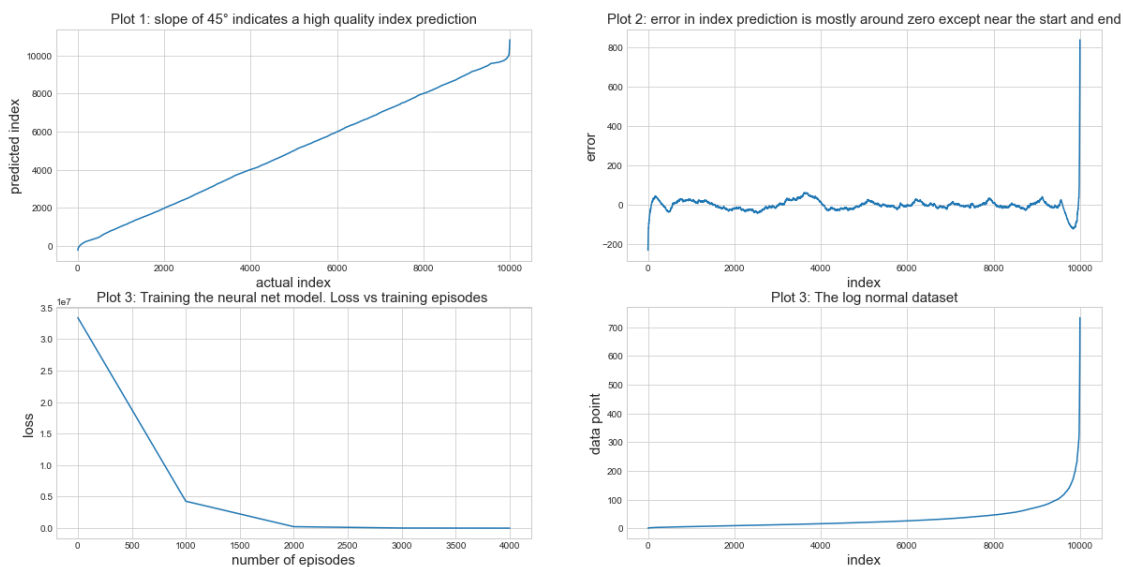 Plot 1: slope of 45° indicates a high quality index prediction
10000
8000
6000
4000
2000
0
predicted index
0 2000 4000 6000 8000 10000
actual index
Plot 2: error in index prediction is mostly around zero except near the start and end
800
600
400
200
0
−200
error
0 2000 4000 6000 8000 10000
index
Plot 3: Training the neural net model. Loss vs training episodes
1e7
3.5
3.0
2.5
2.0
1.5
1.0
0.5
0.0
loss
0 500 1000 1500 2000 2500 3000 3500 4000
number of episodes
Plot 3: The log normal dataset
700
600
500
400
300
200
100
0
data point
0 2000 4000 6000 8000 10000
index